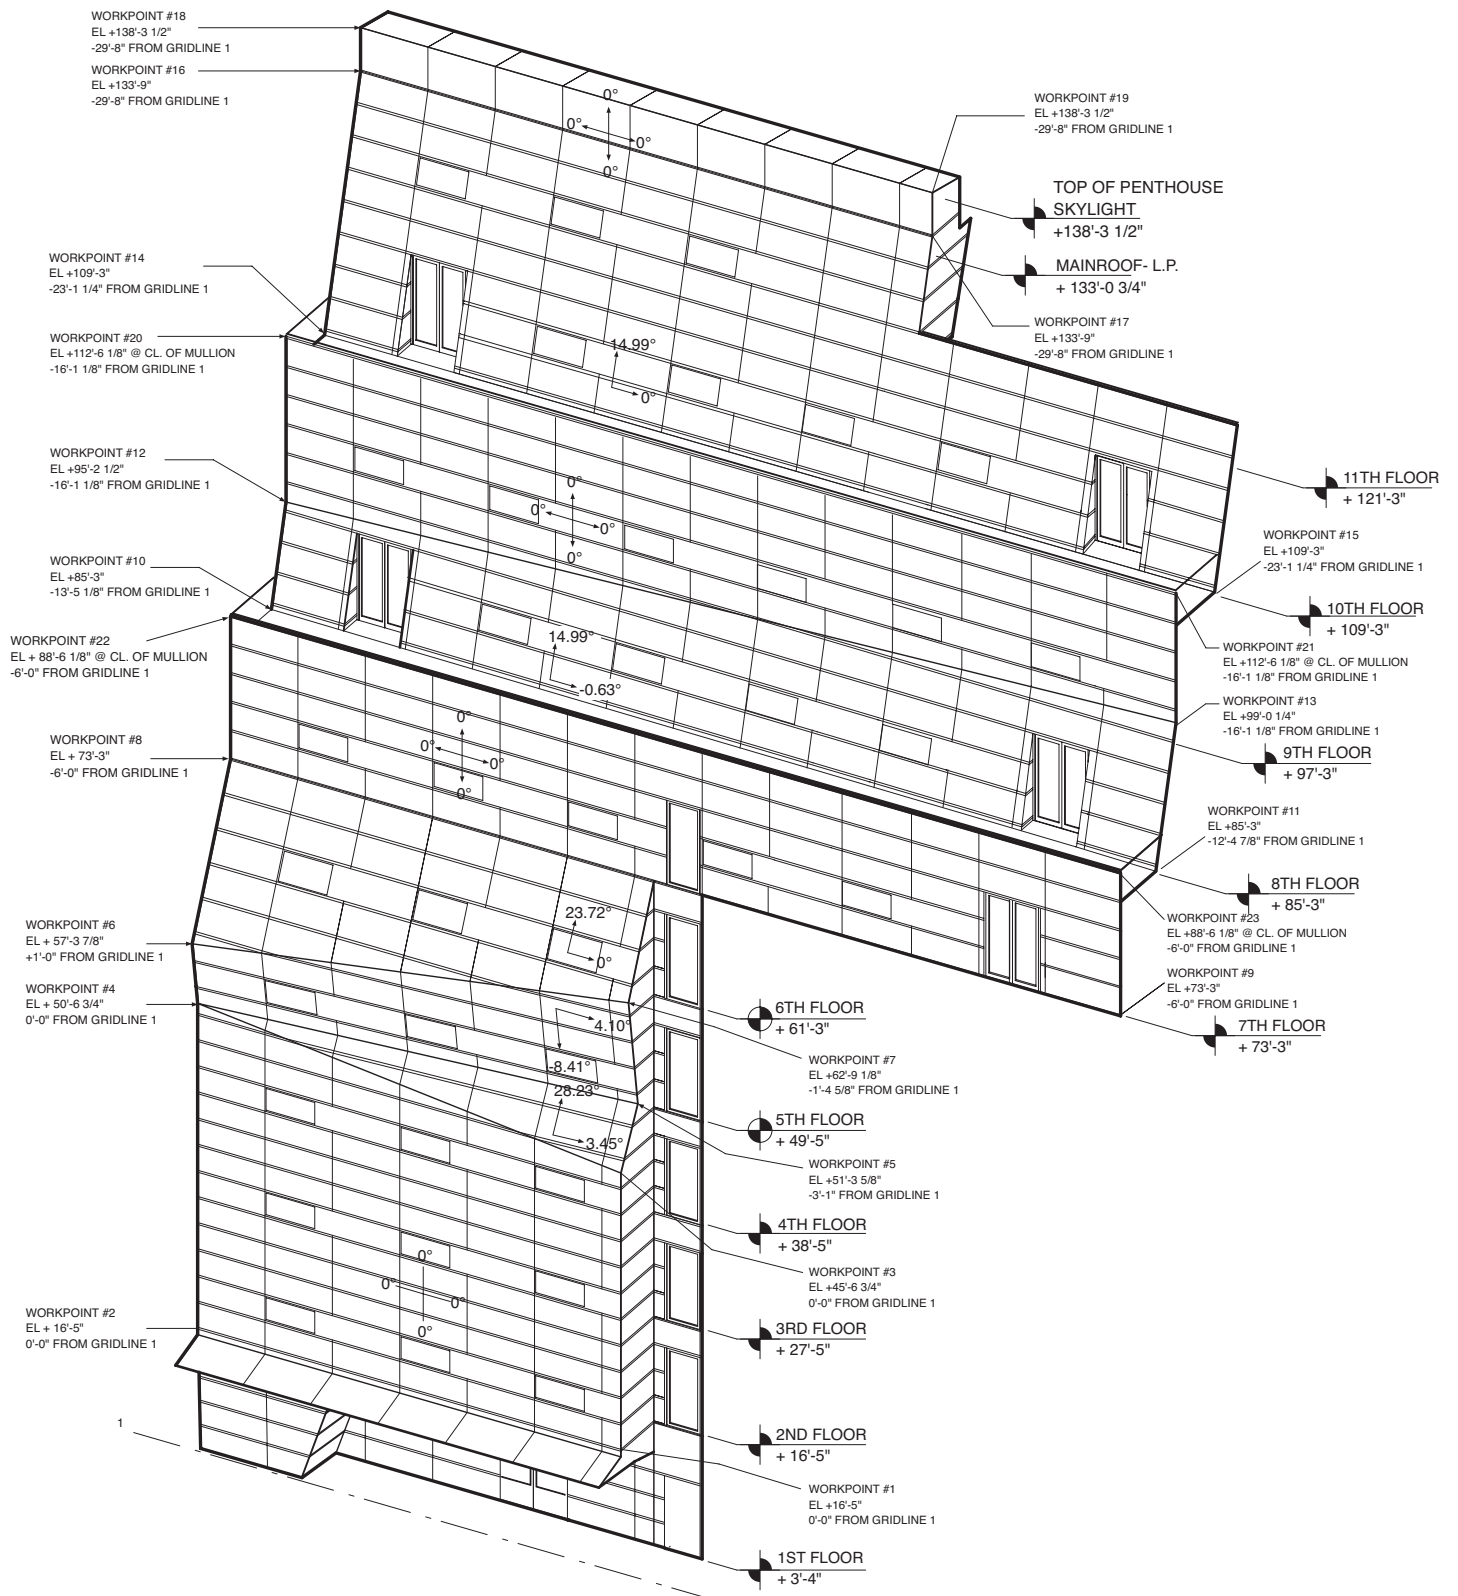 WORKPOINT #18
EL +138'-3 1/2"
-29'-8" FROM GRIDLINE 1
WORKPOINT #16
EL +133'-9"
-29'-8" FROM GRIDLINE 1
0°
0°
0°
0°
WORKPOINT #19
EL +138'-3 1/2"
-29'-8" FROM GRIDLINE 1
TOP OF PENTHOUSE
SKYLIGHT
+138'-3 1/2"
MAINROOF- L.P.
+ 133'-0 3/4"
WORKPOINT #17
EL +133'-9"
-29'-8" FROM GRIDLINE 1
WORKPOINT #14
EL +109'-3"
-23'-1 1/4" FROM GRIDLINE 1
WORKPOINT #20
EL +112'-6 1/8" @ CL. OF MULLION
-16'-1 1/8" FROM GRIDLINE 1
14.99°
0°
WORKPOINT #12
EL +95'-2 1/2"
-16'-1 1/8" FROM GRIDLINE 1
0°
0°
0°
0°
11TH FLOOR
+ 121'-3"
WORKPOINT #15
EL +109'-3"
-23'-1 1/4" FROM GRIDLINE 1
WORKPOINT #10
EL +85'-3"
-13'-5 1/8" FROM GRIDLINE 1
10TH FLOOR
+ 109'-3"
WORKPOINT #22
EL + 88'-6 1/8" @ CL. OF MULLION
-6'-0" FROM GRIDLINE 1
14.99°
-0.63°
WORKPOINT #21
EL +112'-6 1/8" @ CL. OF MULLION
-16'-1 1/8" FROM GRIDLINE 1
WORKPOINT #13
EL +99'-0 1/4"
-16'-1 1/8" FROM GRIDLINE 1
WORKPOINT #8
EL + 73'-3"
-6'-0" FROM GRIDLINE 1
0°
0°
0°
0°
9TH FLOOR
+ 97'-3"
WORKPOINT #11
EL +85'-3"
-12'-4 7/8" FROM GRIDLINE 1
8TH FLOOR
+ 85'-3"
WORKPOINT #6
EL + 57'-3 7/8"
+1'-0" FROM GRIDLINE 1
23.72°
0°
WORKPOINT #23
EL +88'-6 1/8" @ CL. OF MULLION
-6'-0" FROM GRIDLINE 1
WORKPOINT #9
EL +73'-3"
-6'-0" FROM GRIDLINE 1
WORKPOINT #4
EL + 50'-6 3/4"
0'-0" FROM GRIDLINE 1
4.10°
-8.41°
6TH FLOOR
+ 61'-3"
7TH FLOOR
+ 73'-3"
WORKPOINT #7
EL +62'-9 1/8"
-1'-4 5/8" FROM GRIDLINE 1
28.23°
3.45°
5TH FLOOR
+ 49'-5"
WORKPOINT #5
EL +51'-3 5/8"
-3'-1" FROM GRIDLINE 1
4TH FLOOR
+ 38'-5"
WORKPOINT #3
EL +45'-6 3/4"
0'-0" FROM GRIDLINE 1
0°
0°
0°
0°
WORKPOINT #2
EL + 16'-5"
0'-0" FROM GRIDLINE 1
3RD FLOOR
+ 27'-5"
1
2ND FLOOR
+ 16'-5"
WORKPOINT #1
EL +16'-5"
0'-0" FROM GRIDLINE 1
1ST FLOOR
+ 3'-4"